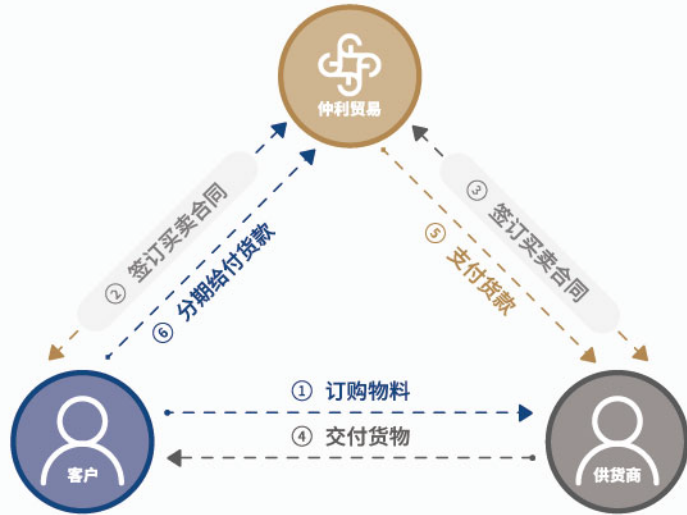 仲利贸易
② 签订买卖合同
⑥ 分期给付货款
③ 签订买卖合同
⑤ 支付货款
① 订购物料
④ 交付货物
客户
供货商